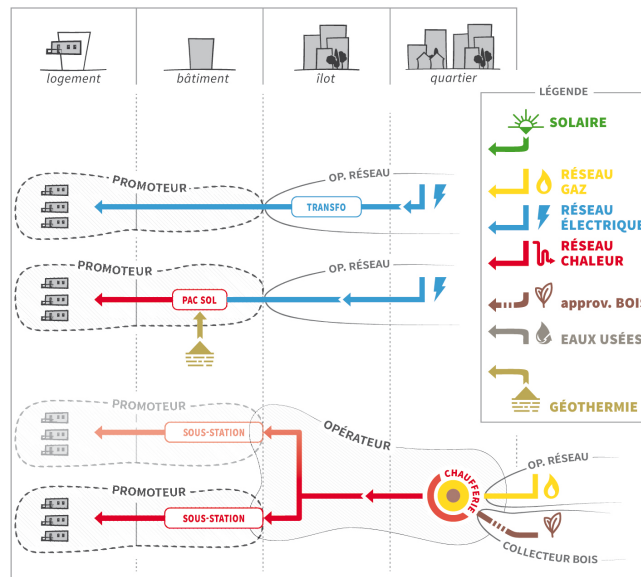 logement
bâtiment
îlot
quartier
LÉGENDE
SOLAIRE
RÉSEAU
GAZ
RÉSEAU
ÉLECTRIQUE
RÉSEAU
CHALEUR
approv. BOIS
EAUX USÉES
GÉOTHERMIE
PROMOTEUR
OP. RÉSEAU
TRANSFO
PROMOTEUR
OP. RÉSEAU
PAC SOL
PROMOTEUR
SOUS-STATION
OPÉRATEUR
CHAUFFERIE
OP. RÉSEAU
PROMOTEUR
SOUS-STATION
COLLECTEUR BOIS